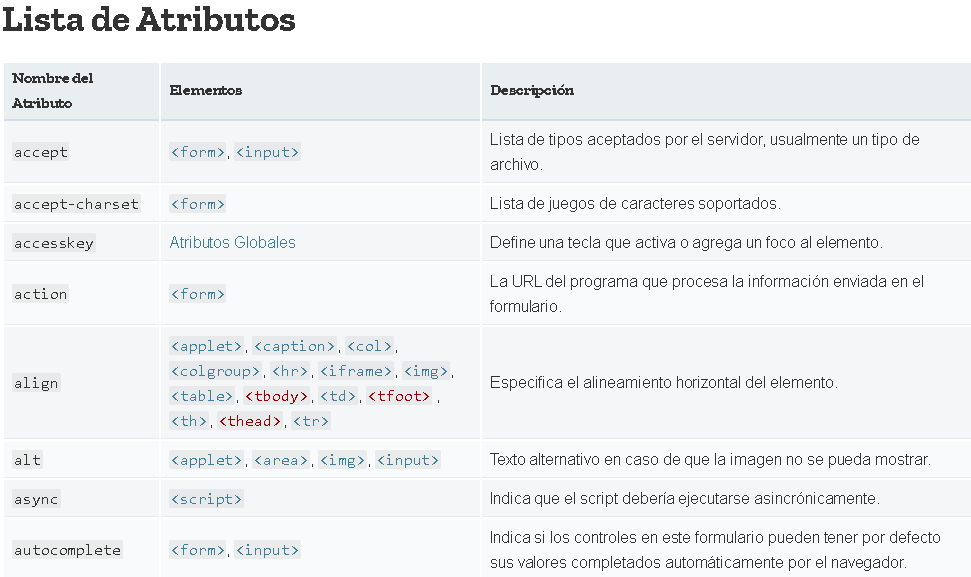 Lista de Atributos
Nombre del
Atributo
Elementos
Descripción
accept
<form>, <input>
Lista de tipos aceptados por el servidor, usualmente un tipo de
archivo.
accept-charset
<form>
Lista de juegos de caracteres soportados.
accesskey
Atributos Globales
Define una tecla que activa o agrega un foco al elemento.
action
<form>
La URL del programa que procesa la información enviada en el
formulario.
align
<applet>, <caption>, <col>,
<colgroup>, <hr>, <iframe>, <img>,
<table>, <tbody>, <td>, <tfoot> ,
<th>, <thead>, <tr>
Especifica el alineamiento horizontal del elemento.
alt
<applet>, <area>, <img>, <input>
Texto alternativo en caso de que la imagen no se pueda mostrar.
async
<script>
Indica que el script debería ejecutarse asincrónicamente.
autocomplete
<form>, <input>
Indica si los controles en este formulario pueden tener por defecto
sus valores completados automáticamente por el navegador.